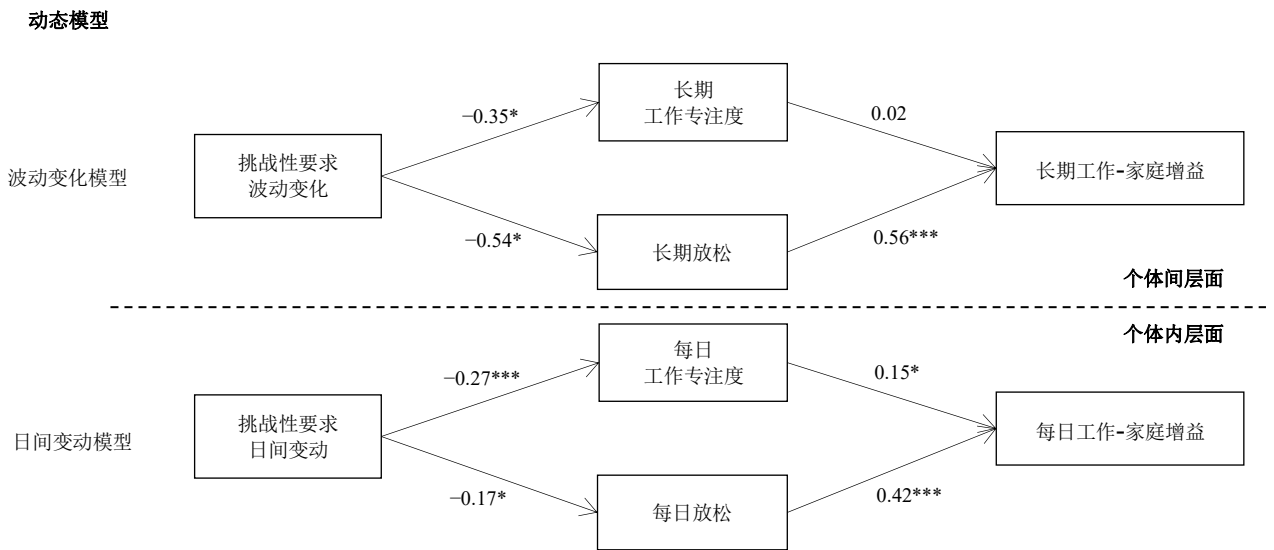 动态模型
长期
工作专注度
−0.35*
0.02
挑战性要求
波动变化
波动变化模型
长期工作-家庭增益
−0.54*
长期放松
0.56***
个体间层面
个体内层面
每日
工作专注度
−0.27***
0.15*
挑战性要求
日间变动
日间变动模型
每日工作-家庭增益
−0.17*
每日放松
0.42***